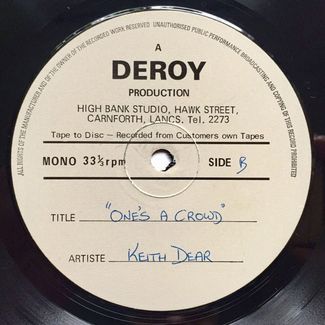 ALL RIGHTS OF THE MANUFACTURER AND OF THE OWNER OF THE RECORDED WORK RESERVED UNAUTHORISED PUBLIC PERFORMANCE BROADCASTING AND COPYING OF THIS RECORD PROHIBITED
A
DEROY
PRODUCTION
HIGH BANK STUDIO, HAWK STREET,
CARNFORTH, LANCS. Tel. 2273
Tape to Disc — Recorded from Customers own Tapes
MONO 33⅓rpm SIDE B
TITLE "ONE'S A CROWD"
ARTISTE KEITH DEAR